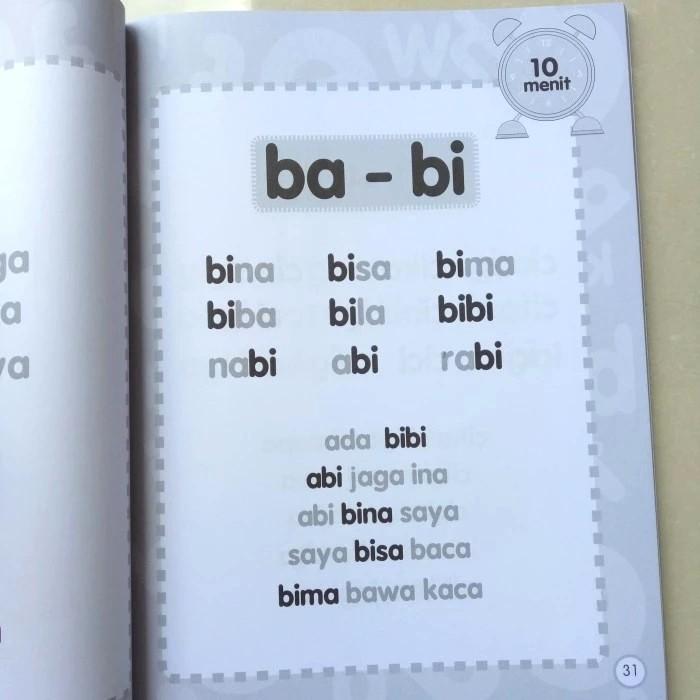 10
menit
ba - bi
bina bisa bima
biba bila bibi
nabi abi rabi
ada bibi
abi jaga ina
abi bina saya
saya bisa baca
bima bawa kaca
31